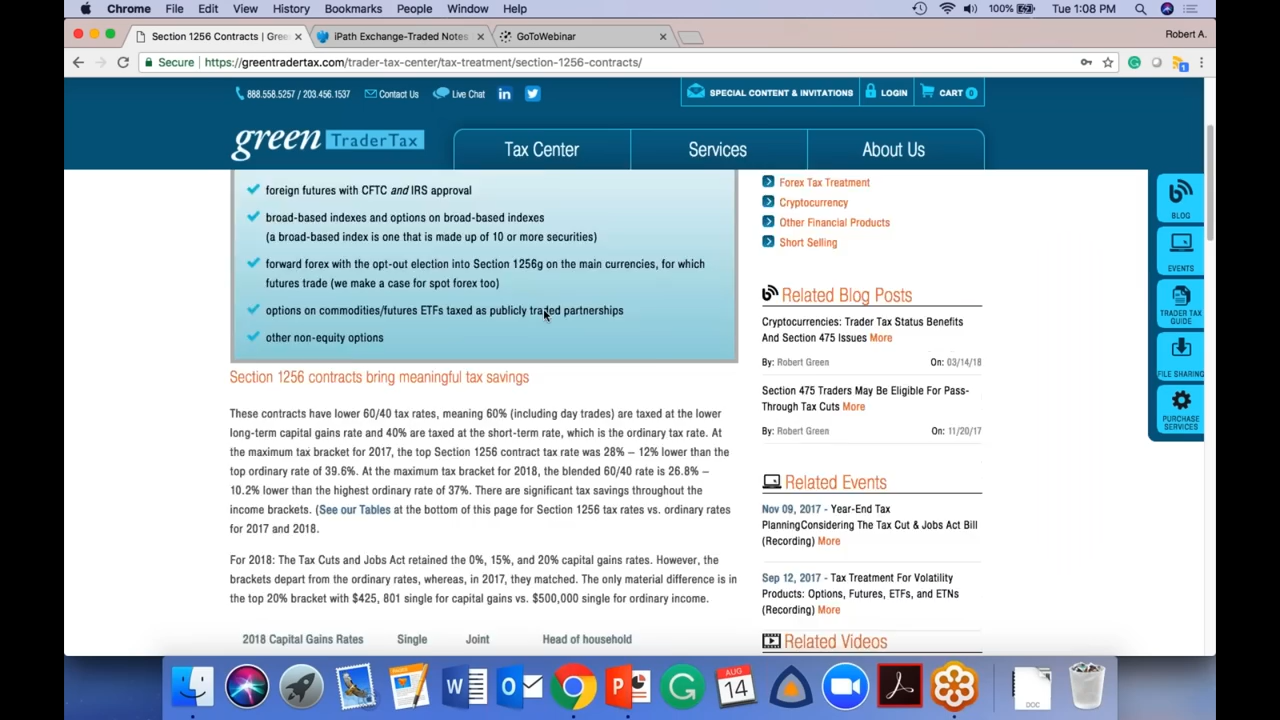 Chrome File Edit View History Bookmarks People Window Help 100% Tue 1:08 PM
Section 1256 Contracts | Gree iPath Exchange-Traded Notes GoToWebinar Robert A.
Secure https://greentradertax.com/trader-tax-center/tax-treatment/section-1256-contracts/
888.558.5257 / 203.456.1537 Contact Us Live Chat in SPECIAL CONTENT & INVITATIONS LOGIN CART 0
green TraderTax
Tax Center Services About Us
foreign futures with CFTC and IRS approval
broad-based indexes and options on broad-based indexes
(a broad-based index is one that is made up of 10 or more securities)
forward forex with the opt-out election into Section 1256g on the main currencies, for which
futures trade (we make a case for spot forex too)
options on commodities/futures ETFs taxed as publicly traded partnerships
other non-equity options
Section 1256 contracts bring meaningful tax savings
These contracts have lower 60/40 tax rates, meaning 60% (including day trades) are taxed at the lower
long-term capital gains rate and 40% are taxed at the short-term rate, which is the ordinary tax rate. At
the maximum tax bracket for 2017, the top Section 1256 contract tax rate was 28% – 12% lower than the
top ordinary rate of 39.6%. At the maximum tax bracket for 2018, the blended 60/40 rate is 26.8% –
10.2% lower than the highest ordinary rate of 37%. There are significant tax savings throughout the
income brackets. (See our Tables at the bottom of this page for Section 1256 tax rates vs. ordinary rates
for 2017 and 2018.
For 2018: The Tax Cuts and Jobs Act retained the 0%, 15%, and 20% capital gains rates. However, the
brackets depart from the ordinary rates, whereas, in 2017, they matched. The only material difference is in
the top 20% bracket with $425, 801 single for capital gains vs. $500,000 single for ordinary income.
2018 Capital Gains Rates Single Joint Head of household
Forex Tax Treatment
Cryptocurrency
Other Financial Products
Short Selling
Related Blog Posts
Cryptocurrencies: Trader Tax Status Benefits
And Section 475 Issues More
By: Robert Green On: 03/14/18
Section 475 Traders May Be Eligible For Pass-
Through Tax Cuts More
By: Robert Green On: 11/20/17
Related Events
Nov 09, 2017 - Year-End Tax
PlanningConsidering The Tax Cut & Jobs Act Bill
(Recording) More
Sep 12, 2017 - Tax Treatment For Volatility
Products: Options, Futures, ETFs, and ETNs
(Recording) More
Related Videos
BLOG
EVENTS
TRADER TAX
GUIDE
FILE SHARING
PURCHASE
SERVICES
AUG
14
DOC